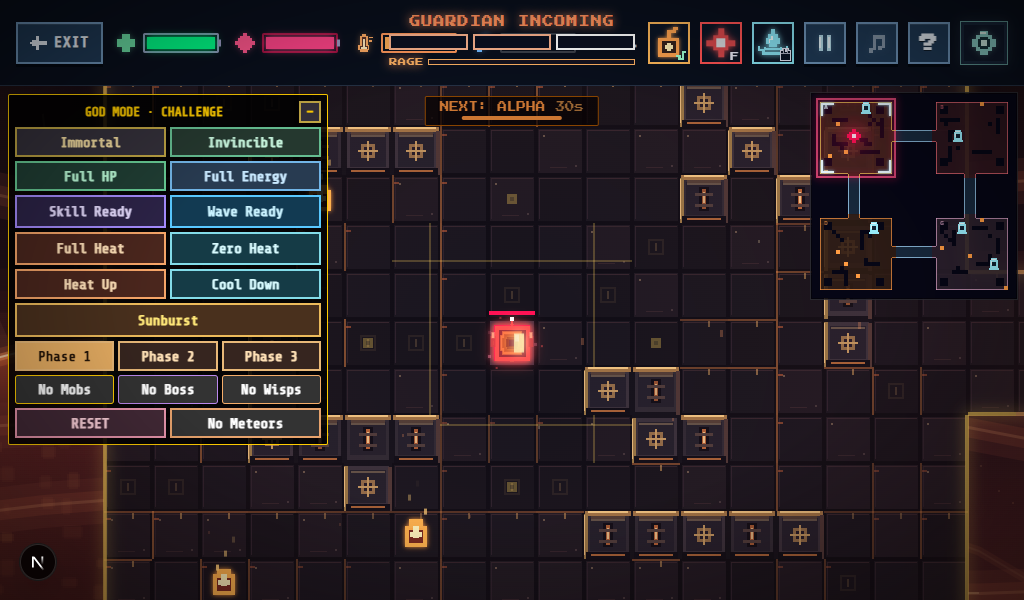 GUARDIAN INCOMING
EXIT
RAGE
F
?
NEXT: ALPHA 30s
GOD MODE · CHALLENGE
Immortal
Invincible
Full HP
Full Energy
Skill Ready
Wave Ready
Full Heat
Zero Heat
Heat Up
Cool Down
Sunburst
Phase 1
Phase 2
Phase 3
No Mobs
No Boss
No Wisps
RESET
No Meteors
N